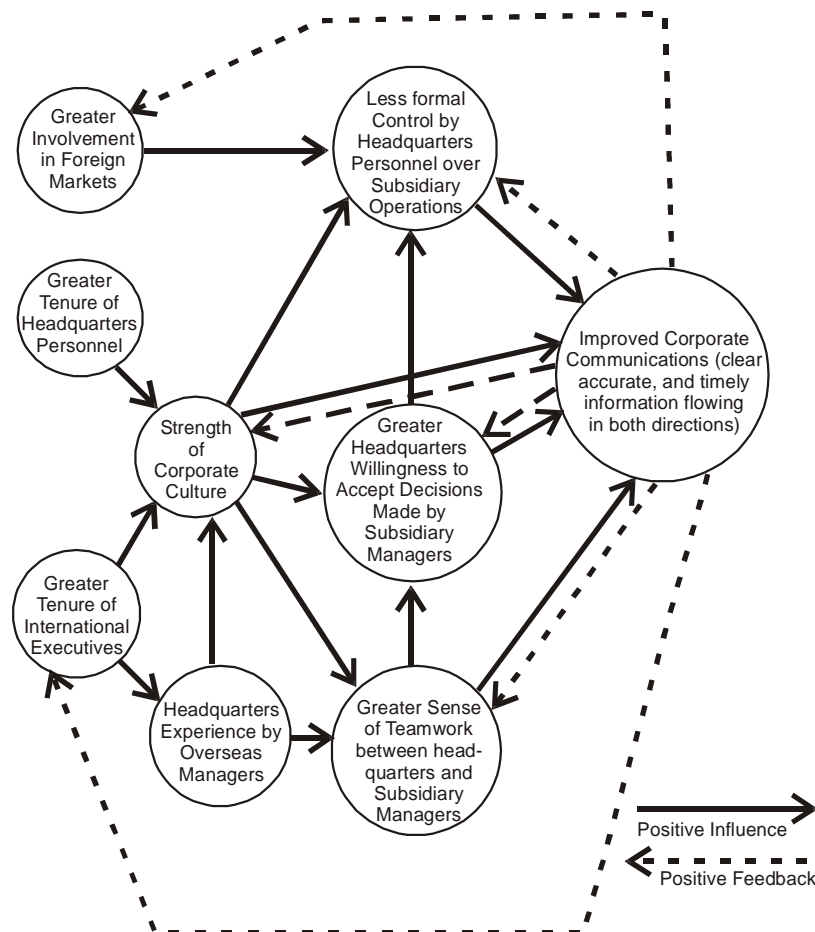 Greater
Involvement
in Foreign
Markets
Less formal
Control by
Headquarters
Personnel over
Subsidiary
Operations
Greater
Tenure of
Headquarters
Personnel
Improved Corporate
Communications (clear
accurate, and timely
information flowing
in both directions)
Strength
of
Corporate
Culture
Greater
Headquarters
Willingness to
Accept Decisions
Made by
Subsidiary
Managers
Greater
Tenure of
International
Executives
Headquarters
Experience by
Overseas
Managers
Greater Sense
of Teamwork
between head-
quarters and
Subsidiary
Managers
Positive Influence
Positive Feedback